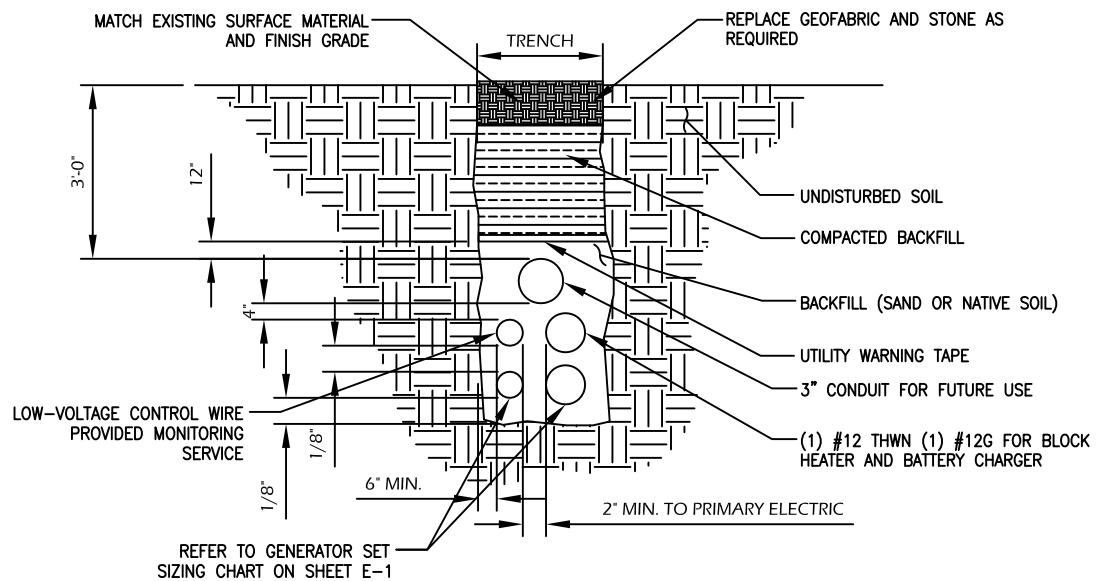 MATCH EXISTING SURFACE MATERIAL
AND FINISH GRADE
TRENCH
REPLACE GEOFABRIC AND STONE AS
REQUIRED
3'-0"
12"
UNDISTURBED SOIL
COMPACTED BACKFILL
BACKFILL (SAND OR NATIVE SOIL)
4"
UTILITY WARNING TAPE
3" CONDUIT FOR FUTURE USE
LOW-VOLTAGE CONTROL WIRE
PROVIDED MONITORING
SERVICE
1/8"
(1) #12 THWN (1) #12G FOR BLOCK
HEATER AND BATTERY CHARGER
1/8"
6" MIN.
2" MIN. TO PRIMARY ELECTRIC
REFER TO GENERATOR SET
SIZING CHART ON SHEET E-1